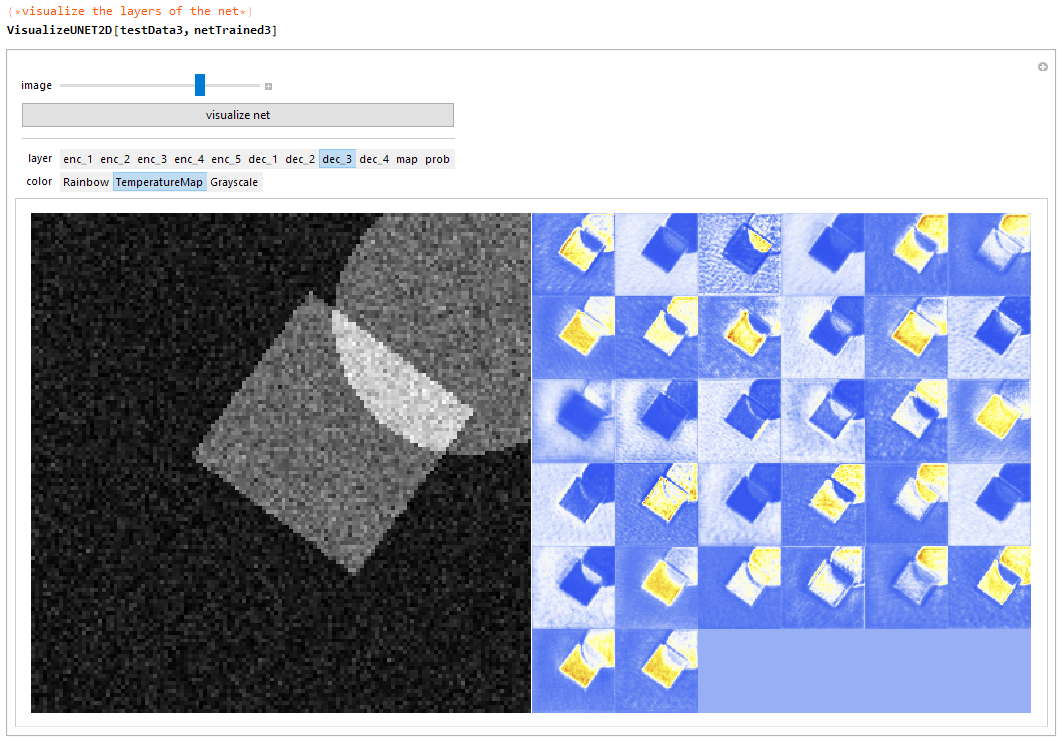 (*visualize the layers of the net*)
VisualizeUNET2D[testData3, netTrained3]
image
visualize net
layer enc_1 enc_2 enc_3 enc_4 enc_5 dec_1 dec_2 dec_3 dec_4 map prob
color Rainbow TemperatureMap Grayscale